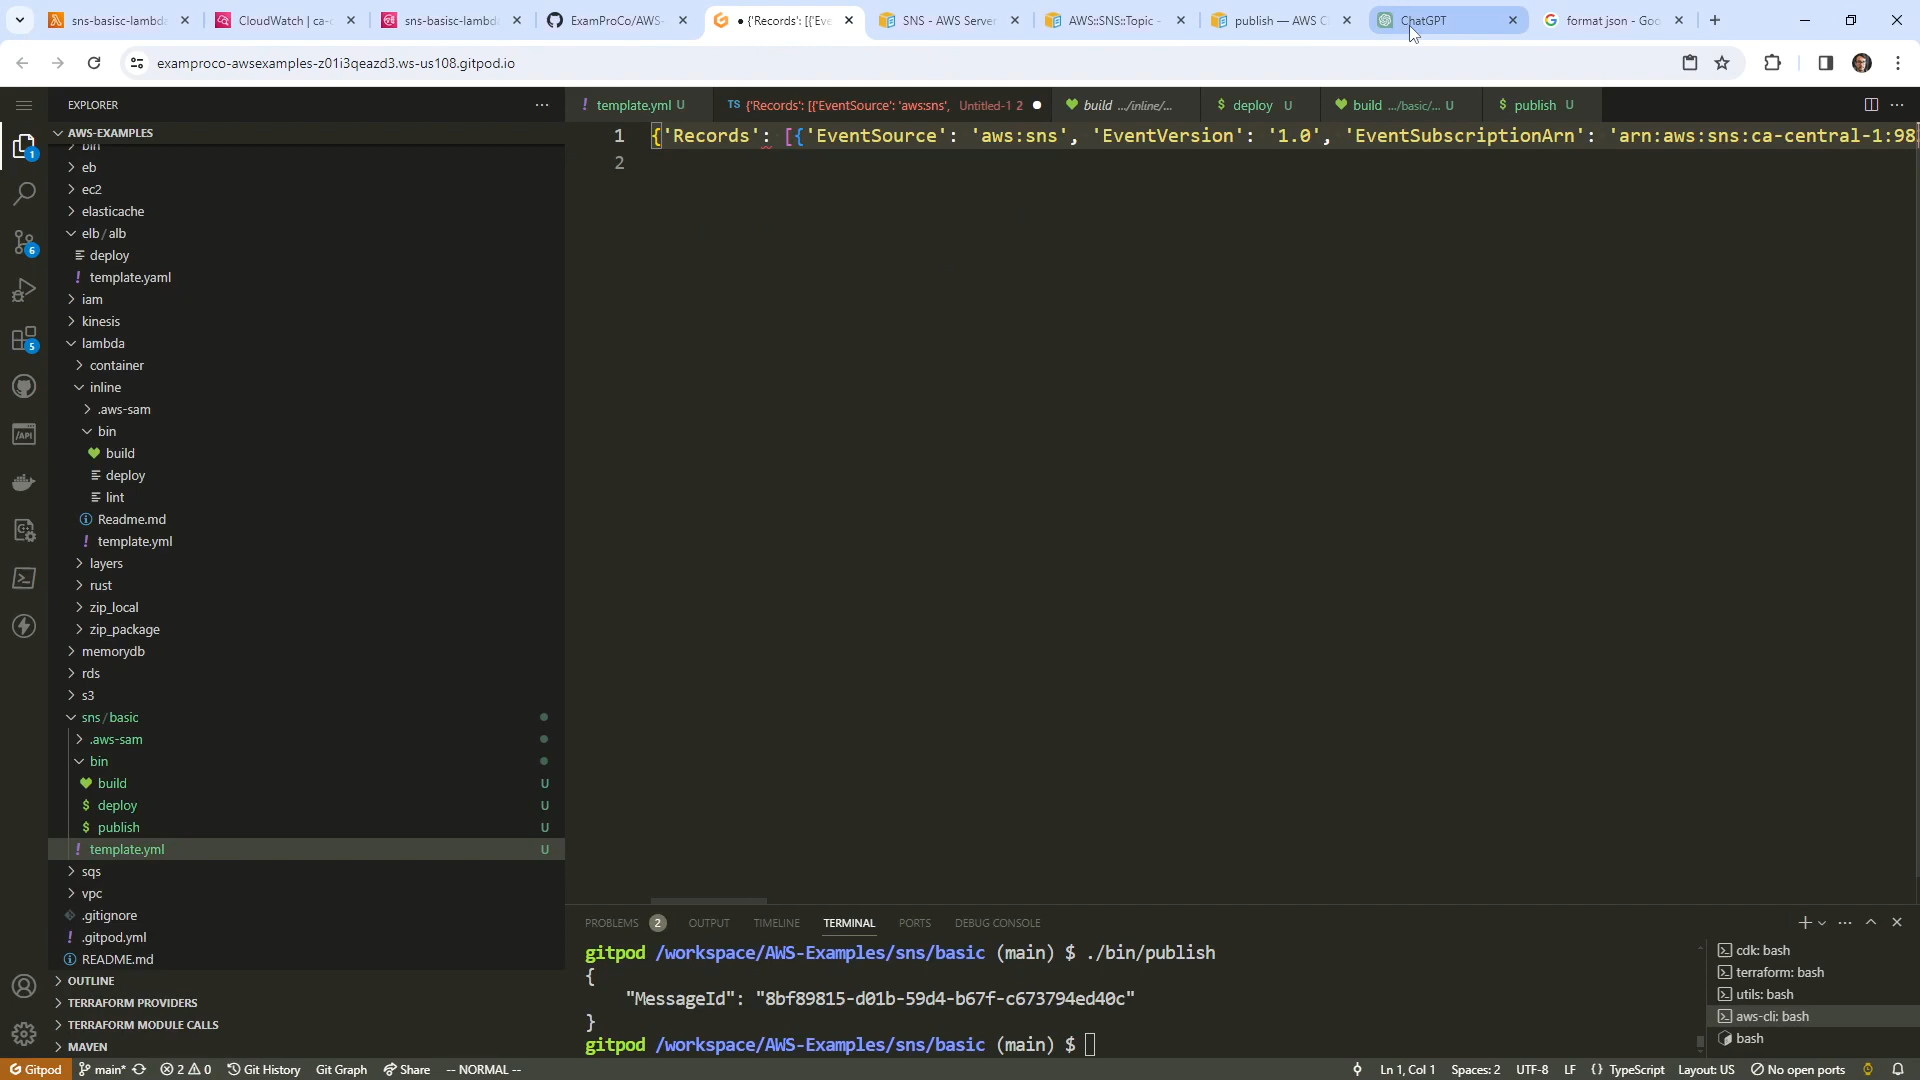 sns-basisc-lambda
CloudWatch | ca-c
sns-basisc-lambd
ExamProCo/AWS-
● {'Records': [{'Eve
SNS - AWS Server
AWS::SNS::Topic -
publish — AWS C
ChatGPT
format json - Goo
examproco-awsexamples-z01i3qeazd3.ws-us108.gitpod.io
EXPLORER
AWS-EXAMPLES
bin
eb
ec2
elasticache
elb / alb
deploy
template.yaml
iam
kinesis
lambda
container
inline
.aws-sam
bin
build
deploy
lint
Readme.md
template.yml
layers
rust
zip_local
zip_package
memorydb
rds
s3
sns / basic
.aws-sam
bin
build U
deploy U
publish U
template.yml U
sqs
vpc
.gitignore
.gitpod.yml
README.md
OUTLINE
TERRAFORM PROVIDERS
TERRAFORM MODULE CALLS
MAVEN
template.yml U
TS {'Records': [{'EventSource': 'aws:sns', Untitled-1 2
build .../inline/...
deploy U
build .../basic/... U
publish U
1 {'Records': [{'EventSource': 'aws:sns', 'EventVersion': '1.0', 'EventSubscriptionArn': 'arn:aws:sns:ca-central-1:98
2
PROBLEMS 2 OUTPUT TIMELINE TERMINAL PORTS DEBUG CONSOLE
gitpod /workspace/AWS-Examples/sns/basic (main) $ ./bin/publish
{
"MessageId": "8bf89815-d01b-59d4-b67f-c673794ed40c"
}
gitpod /workspace/AWS-Examples/sns/basic (main) $
cdk: bash
terraform: bash
utils: bash
aws-cli: bash
bash
1
6
5
/API
Gitpod main* 2 0 Git History Git Graph Share -- NORMAL -- Ln 1, Col 1 Spaces: 2 UTF-8 LF {} TypeScript Layout: US No open ports